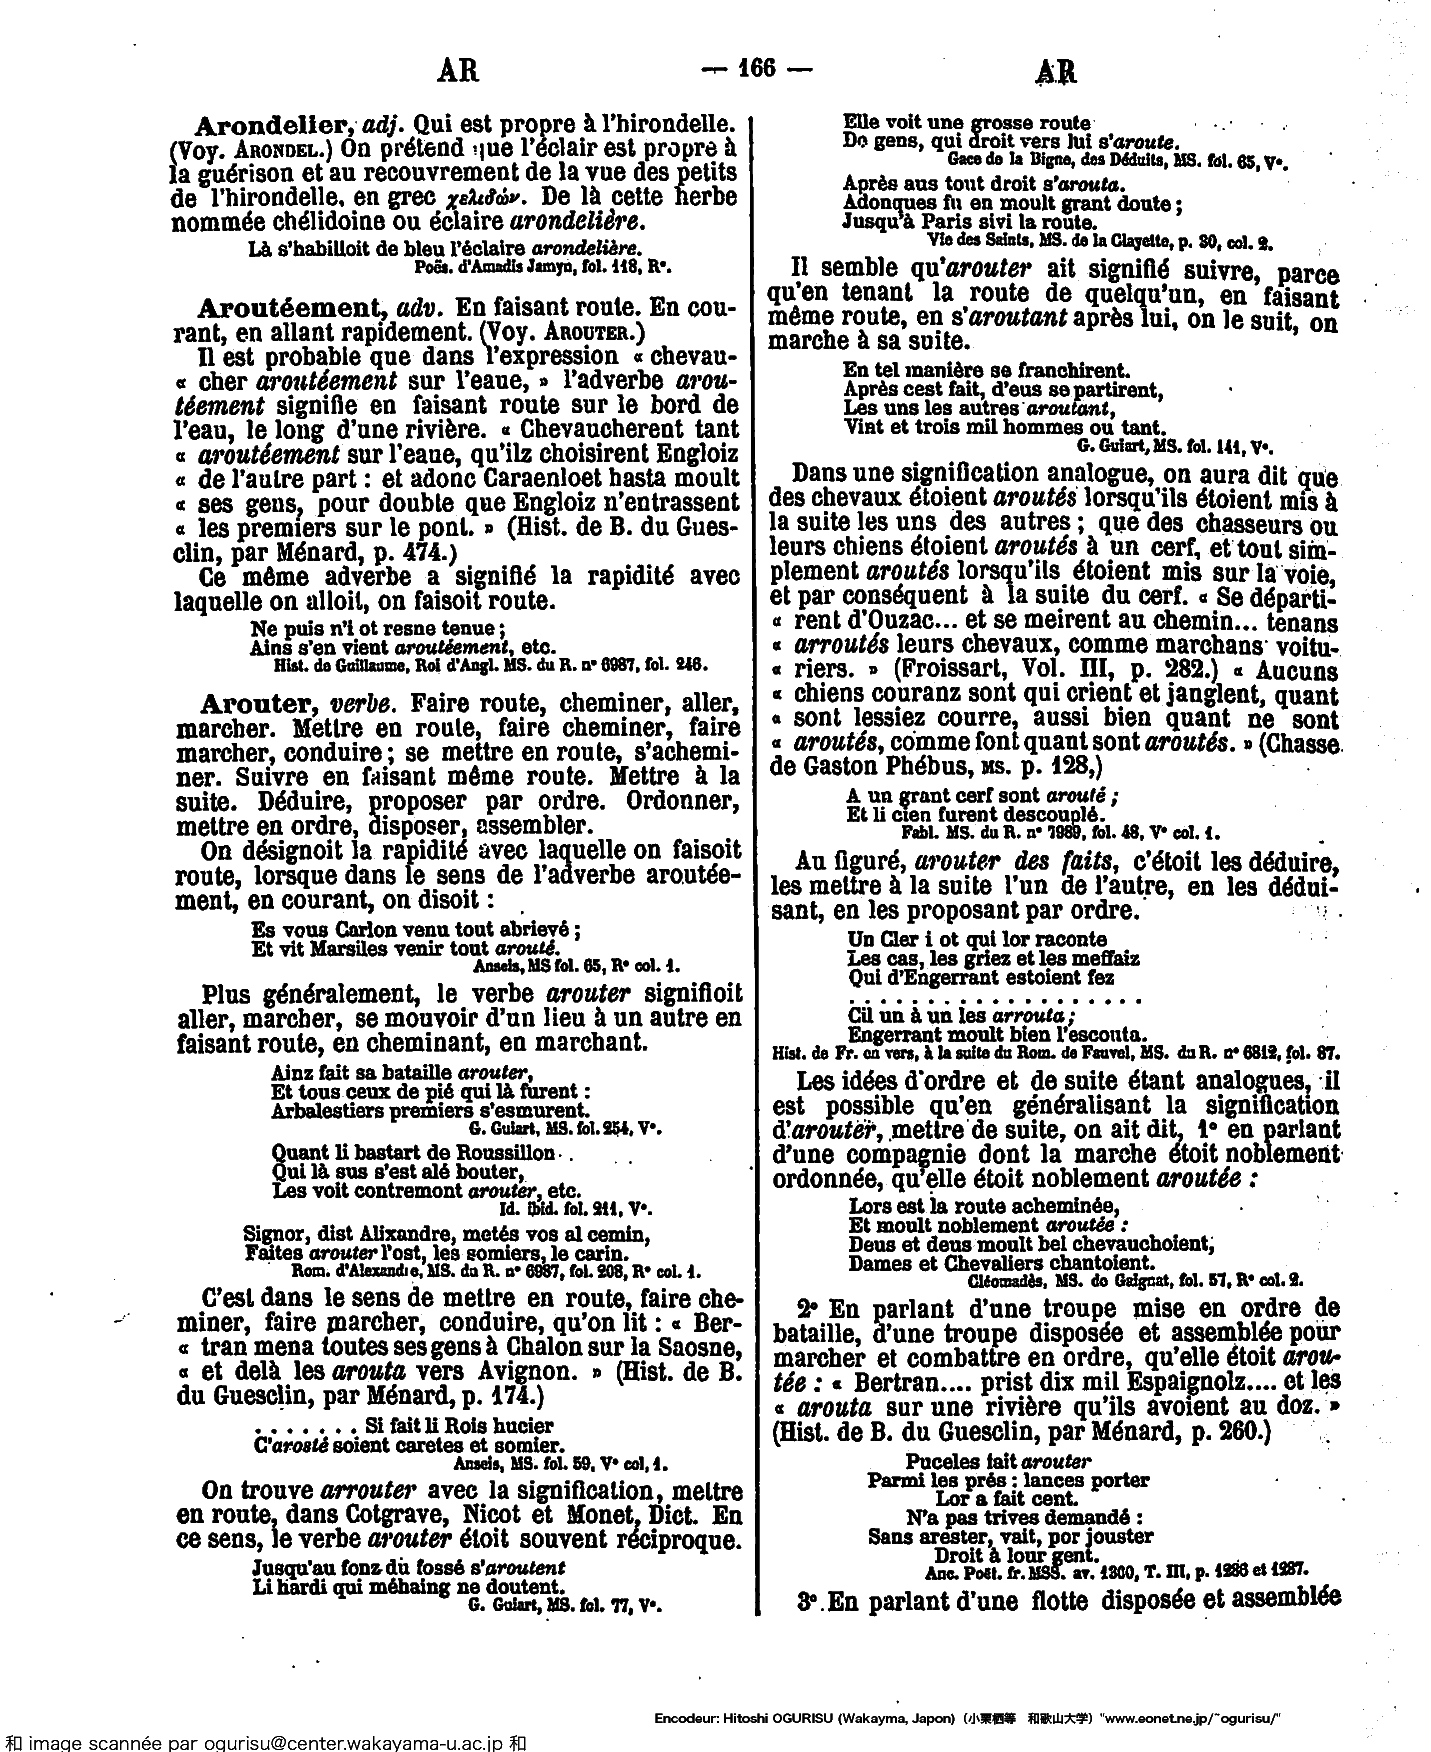 AR — 166 — AR
Arondelier, adj. Qui est propre à l'hirondelle.
(Voy. ARONDEL.) On prétend que l'éclair est propre à
la guérison et au recouvrement de la vue des petits
de l'hirondelle, en grec χελιδών. De là cette herbe
nommée chélidoine ou éclaire arondelière.
Là s'habilloit de bleu l'éclaire arondelière.
Poës. d'Amadis Jamyn, fol. 118, R°.
Aroutéement, adv. En faisant route. En cou-
rant, en allant rapidement. (Voy. AROUTER.)
Il est probable que dans l'expression « chevau-
« cher aroutéement sur l'eaue, » l'adverbe arou-
téement signifie en faisant route sur le bord de
l'eau, le long d'une rivière. « Chevaucherent tant
« aroutéement sur l'eaue, qu'ilz choisirent Engloiz
« de l'autre part : et adonc Caraenloet hasta moult
« ses gens, pour double que Engloiz n'entrassent
« les premiers sur le pont. » (Hist. de B. du Gues-
clin, par Ménard, p. 474.)
Ce même adverbe a signifié la rapidité avec
laquelle on alloit, on faisoit route.
Ne puis n'i ot resne tenue ;
Ains s'en vient aroutéement, etc.
Hist. de Guillaume, Roi d'Angl. MS. du R. n° 6987, fol. 246.
Arouter, verbe. Faire route, cheminer, aller,
marcher. Mettre en route, faire cheminer, faire
marcher, conduire ; se mettre en route, s'achemi-
ner. Suivre en faisant même route. Mettre à la
suite. Déduire, proposer par ordre. Ordonner,
mettre en ordre, disposer, assembler.
On désignoit la rapidité avec laquelle on faisoit
route, lorsque dans le sens de l'adverbe aroutée-
ment, en courant, on disoit :
Es vous Carlon venu tout abrievé ;
Et vit Marsiles venir tout arouté.
Anseis, MS fol. 65, R° col. 1.
Plus généralement, le verbe arouter signifioit
aller, marcher, se mouvoir d'un lieu à un autre en
faisant route, en cheminant, en marchant.
Ainz fait sa bataille arouter,
Et tous ceux de pié qui là furent :
Arbalestiers premiers s'esmurent.
G. Guiart, MS. fol. 254, V°.
Quant li bastart de Roussillon
Qui là sus s'est alé bouter,
Les voit contremont arouter, etc.
Id. ibid. fol. 211, V°.
Signor, dist Alixandre, metés vos al cemin,
Faites arouter l'ost, les somiers, le carin.
Rom. d'Alexandre, MS. du R. n° 6987, fol. 208, R° col. 1.
C'est dans le sens de mettre en route, faire che-
miner, faire marcher, conduire, qu'on lit : « Ber-
« tran mena toutes ses gens à Chalon sur la Saosne,
« et delà les arouta vers Avignon. » (Hist. de B.
du Guesclin, par Ménard, p. 174.)
. . . . . . . Si fait li Rois hucier
C'arosté soient caretes et somier.
Anseis, MS. fol. 59, V° col, 1.
On trouve arrouter avec la signification, mettre
en route, dans Cotgrave, Nicot et Monet, Dict. En
ce sens, le verbe arouter étoit souvent réciproque.
Jusqu'au fonz du fossé s'aroutent
Li hardi qui méhaing ne doutent.
G. Guiart, MS. fol. 77, V°.
Elle voit une grosse route
De gens, qui droit vers lui s'aroute.
Gace de la Bigne, des Déduits, MS. fol. 65, V°.
Après aus tout droit s'arouta.
Adonques fu en moult grant doute ;
Jusqu'à Paris sivi la route.
Vie des Saints, MS. de la Clayette, p. 30, col. 2.
Il semble qu'arouter ait signifié suivre, parce
qu'en tenant la route de quelqu'un, en faisant
même route, en s'aroutant après lui, on le suit, on
marche à sa suite.
En tel manière se franchirent.
Après cest fait, d'eus se partirent,
Les uns les autres aroutant,
Vint et trois mil hommes ou tant.
G. Guiart, MS. fol. 141, V°.
Dans une signification analogue, on aura dit que
des chevaux étoient aroutés lorsqu'ils étoient mis à
la suite les uns des autres ; que des chasseurs ou
leurs chiens étoient aroutés à un cerf, et tout sim-
plement aroutés lorsqu'ils étoient mis sur la voie,
et par conséquent à la suite du cerf. « Se départi-
« rent d'Ouzac... et se meirent au chemin... tenans
« arroutés leurs chevaux, comme marchans voitu-
« riers. » (Froissart, Vol. III, p. 282.) « Aucuns
« chiens couranz sont qui crient et janglent, quant
« sont lessiez courre, aussi bien quant ne sont
« aroutés, comme font quant sont aroutés. » (Chasse
de Gaston Phébus, MS. p. 128,)
A un grant cerf sont arouté ;
Et li cien furent descouplé.
Fabl. MS. du R. n° 7989, fol. 48, V° col. 1.
Au figuré, arouter des faits, c'étoit les déduire,
les mettre à la suite l'un de l'autre, en les dédui-
sant, en les proposant par ordre.
Un Cler i ot qui lor raconte
Les cas, les griez et les meffaiz
Qui d'Engerrant estoient fez
. . . . . . . . . . . . . . . . . . .
Cil un à un les arrouta ;
Engerrant moult bien l'escouta.
Hist. de Fr. en vers, à la suite du Rom. de Fauvel, MS. du R. n° 6812, fol. 87.
Les idées d'ordre et de suite étant analogues, il
est possible qu'en généralisant la signification
d'arouter, mettre de suite, on ait dit, 1° en parlant
d'une compagnie dont la marche étoit noblement
ordonnée, qu'elle étoit noblement aroutée :
Lors est la route acheminée,
Et moult noblement aroutée :
Deus et deus moult bel chevauchoient,
Dames et Chevaliers chantoient.
Cléomadès, MS. de Gaignat, fol. 57, R° col. 2.
2° En parlant d'une troupe mise en ordre de
bataille, d'une troupe disposée et assemblée pour
marcher et combattre en ordre, qu'elle étoit arou-
tée : « Bertran.... prist dix mil Espaignolz.... et les
« arouta sur une rivière qu'ils avoient au doz. »
(Hist. de B. du Guesclin, par Ménard, p. 260.)
Puceles fait arouter
Parmi les prés : lances porter
Lor a fait cent.
N'a pas trives demandé :
Sans arester, vait, por jouster
Droit à lour gent.
Anc. Poët. fr. MSS. av. 1300, T. III, p. 1286 et 1287.
3° En parlant d'une flotte disposée et assemblée
Encodeur: Hitoshi OGURISU (Wakayma, Japon) (小栗栖等 和歌山大学) "www.eonet.ne.jp/~ogurisu/"
和 image scannée par ogurisu@center.wakayama-u.ac.jp 和